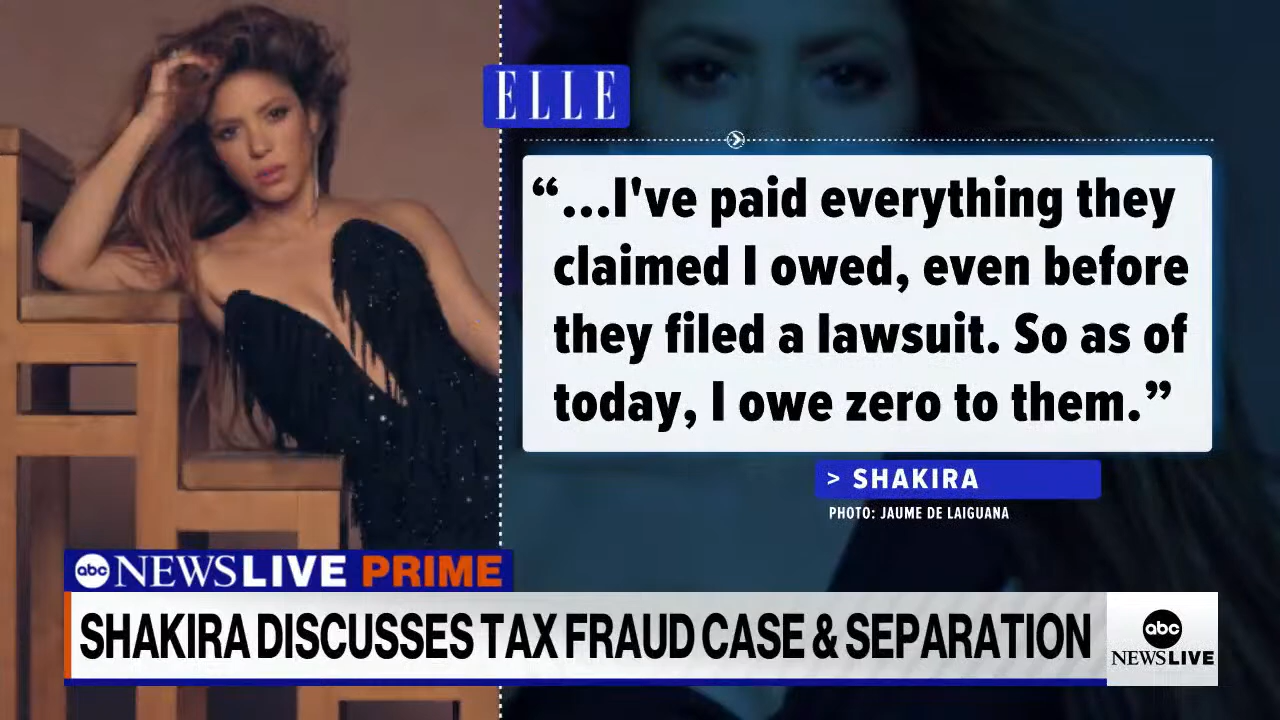 ELLE
“...I've paid everything they
claimed I owed, even before
they filed a lawsuit. So as of
today, I owe zero to them.”
> SHAKIRA
PHOTO: JAUME DE LAIGUANA
abc NEWS LIVE PRIME
SHAKIRA DISCUSSES TAX FRAUD CASE & SEPARATION
abc
NEWS LIVE